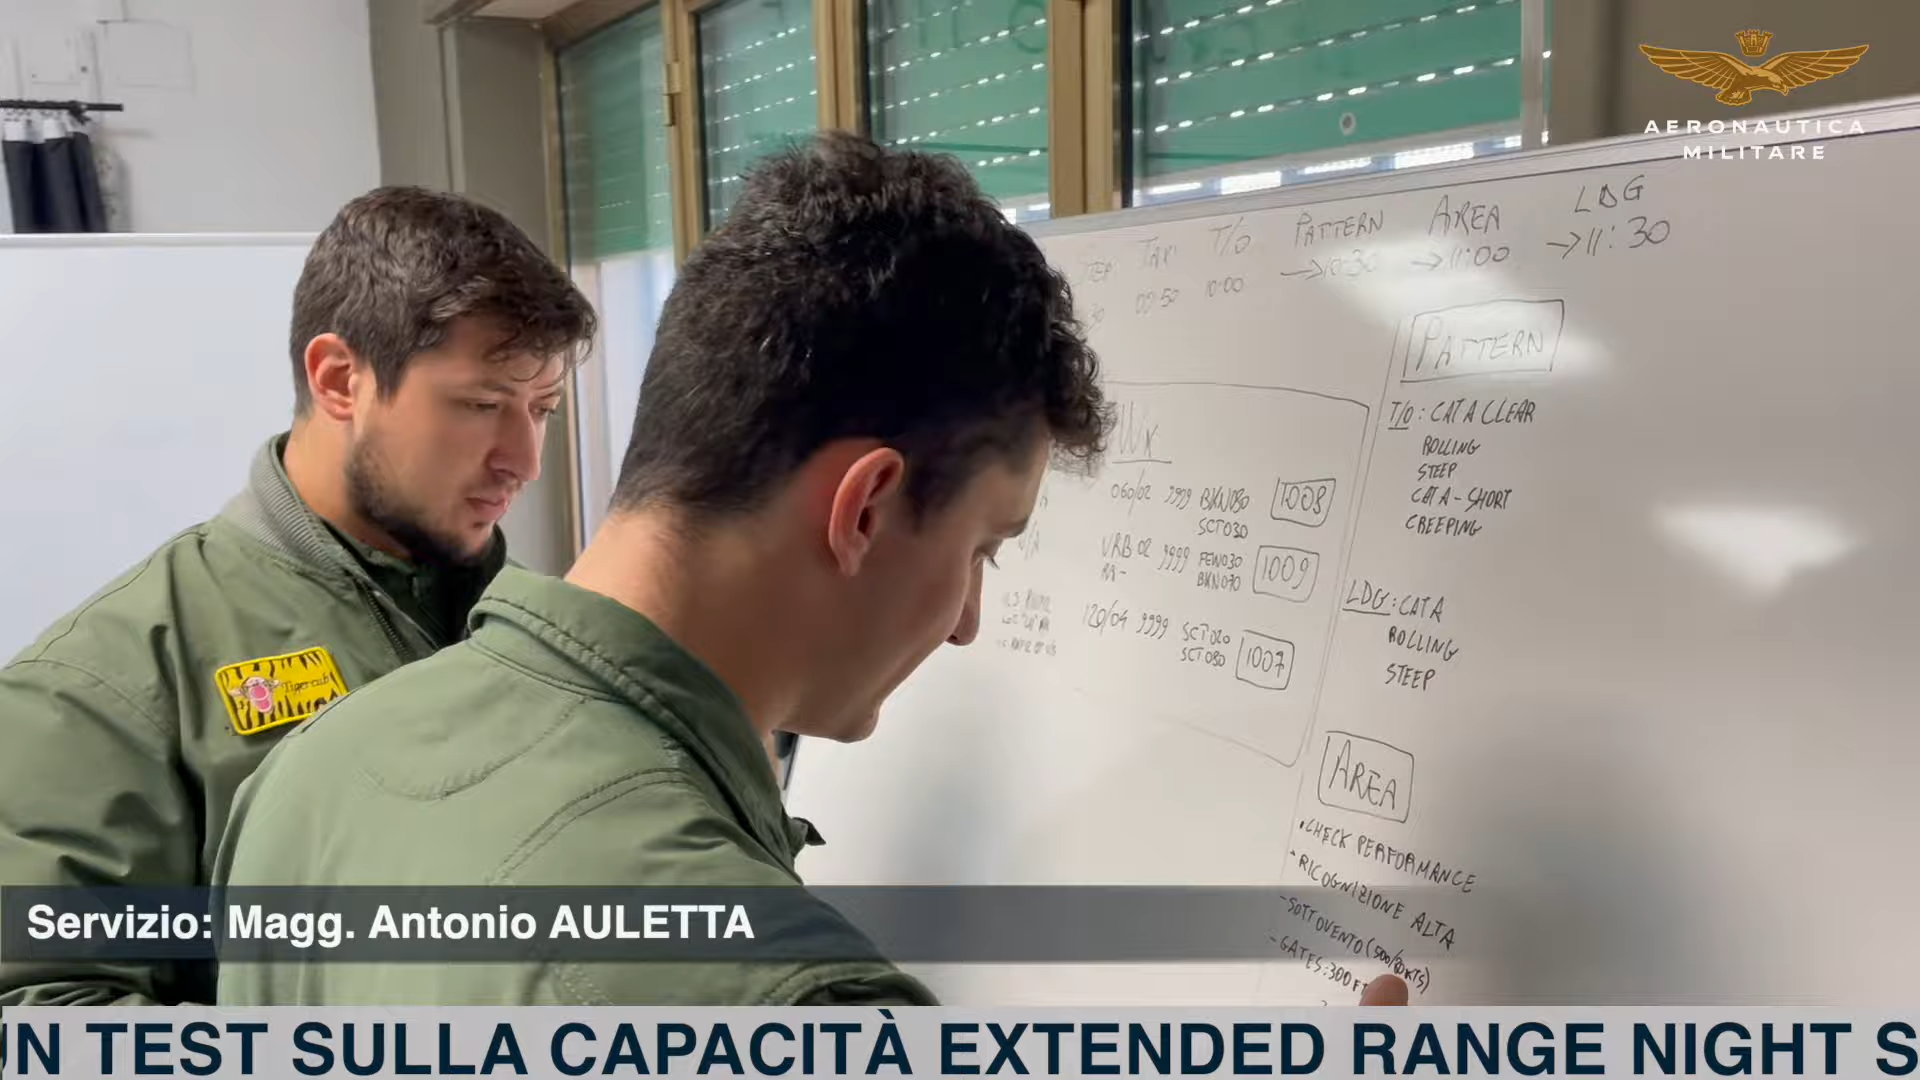 AERONAUTICA
MILITARE
T/O PATTERN AREA LDG
09:50 10:00 →10:30 →11:00 →11:30
PATTERN
T/O: CAT A CLEAR
ROLLING
STEEP
CAT A - SHORT
CREEPING
LDG: CAT A
ROLLING
STEEP
Wx
060/02 9999 BKN080 1008
SCT030
VRB 02 9999 FEW030 1009
RA- BKN070
120/04 9999 SCT020 1007
SCT080
AREA
• CHECK PERFORMANCE
- RICOGNIZIONE ALTA
- SOTTOVENTO
- GATES: 300 FT
Tigercub
Servizio: Magg. Antonio AULETTA
N TEST SULLA CAPACITÀ EXTENDED RANGE NIGHT S